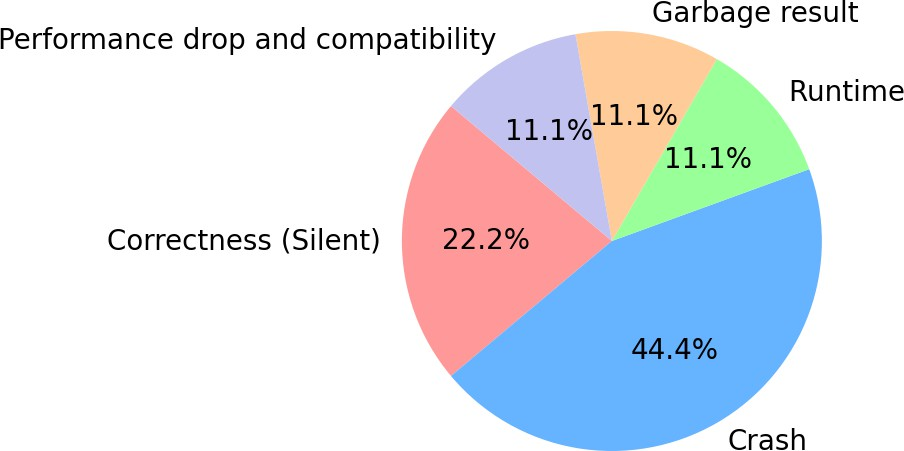 Garbage result
Performance drop and compatibility
Runtime
11.1%
11.1%
11.1%
Correctness (Silent)
22.2%
44.4%
Crash